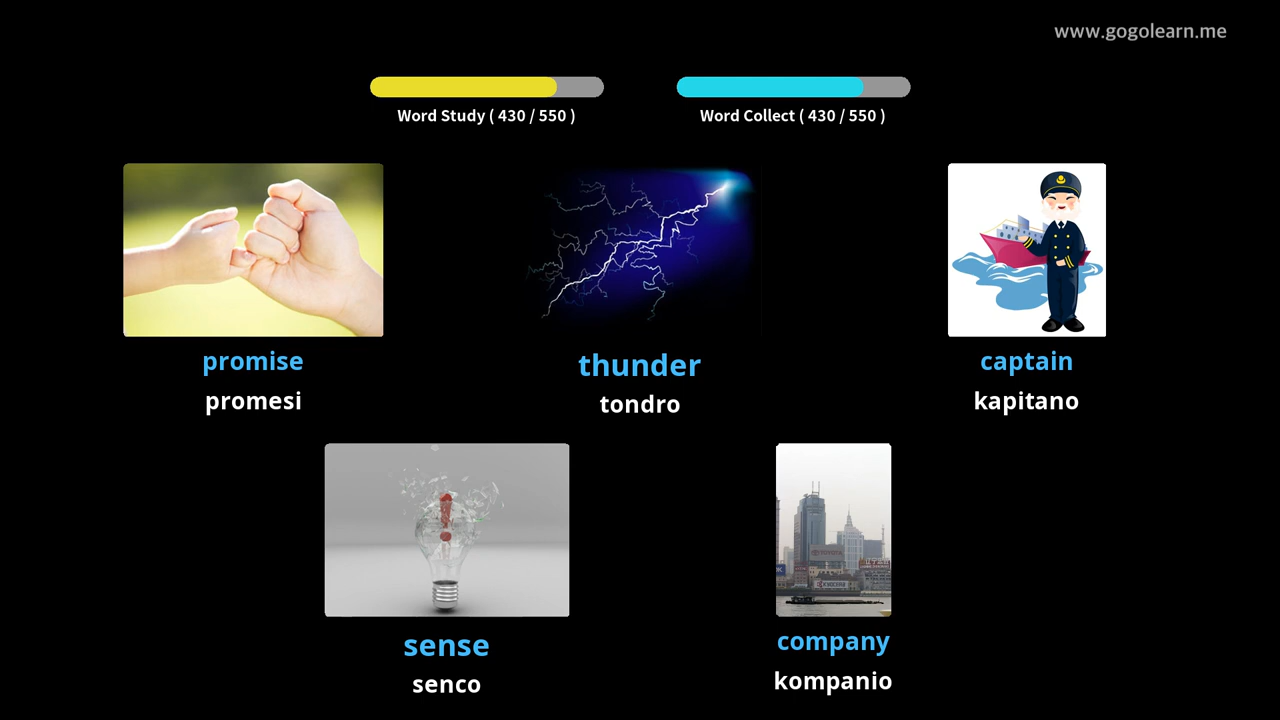 www.gogolearn.me
Word Study ( 430 / 550 )
Word Collect ( 430 / 550 )
promise
promesi
thunder
tondro
captain
kapitano
sense
senco
company
kompanio